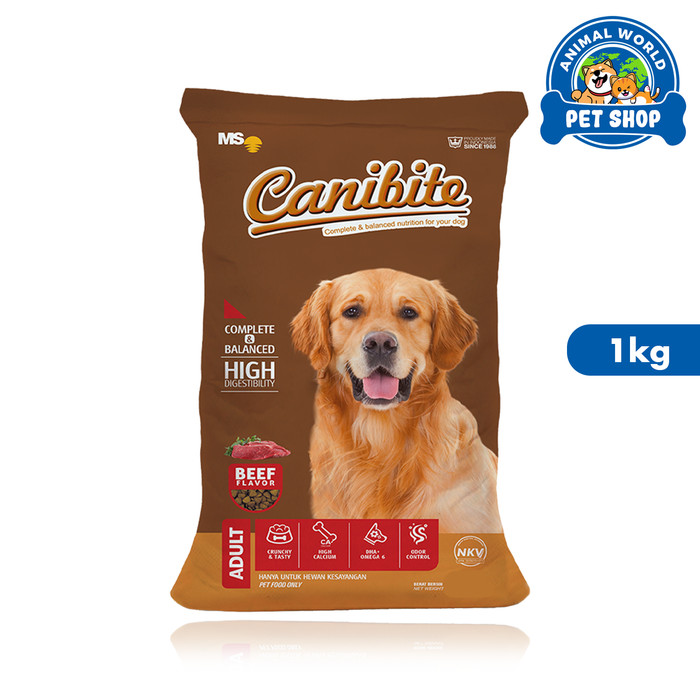 ANIMAL WORLD
PET SHOP
MS
PROUDLY MADE
IN INDONESIA
SINCE 1986
Canibite
Complete & balanced nutrition for your dog
COMPLETE
&
BALANCED
HIGH
DIGESTIBILITY
1kg
BEEF
FLAVOR
ADULT
CRUNCHY
& TASTY
CA
HIGH
CALCIUM
DHA+
OMEGA 6
ODOR
CONTROL
NKV
HANYA UNTUK HEWAN KESAYANGAN
PET FOOD ONLY
BERAT BERSIH
NET WEIGHT